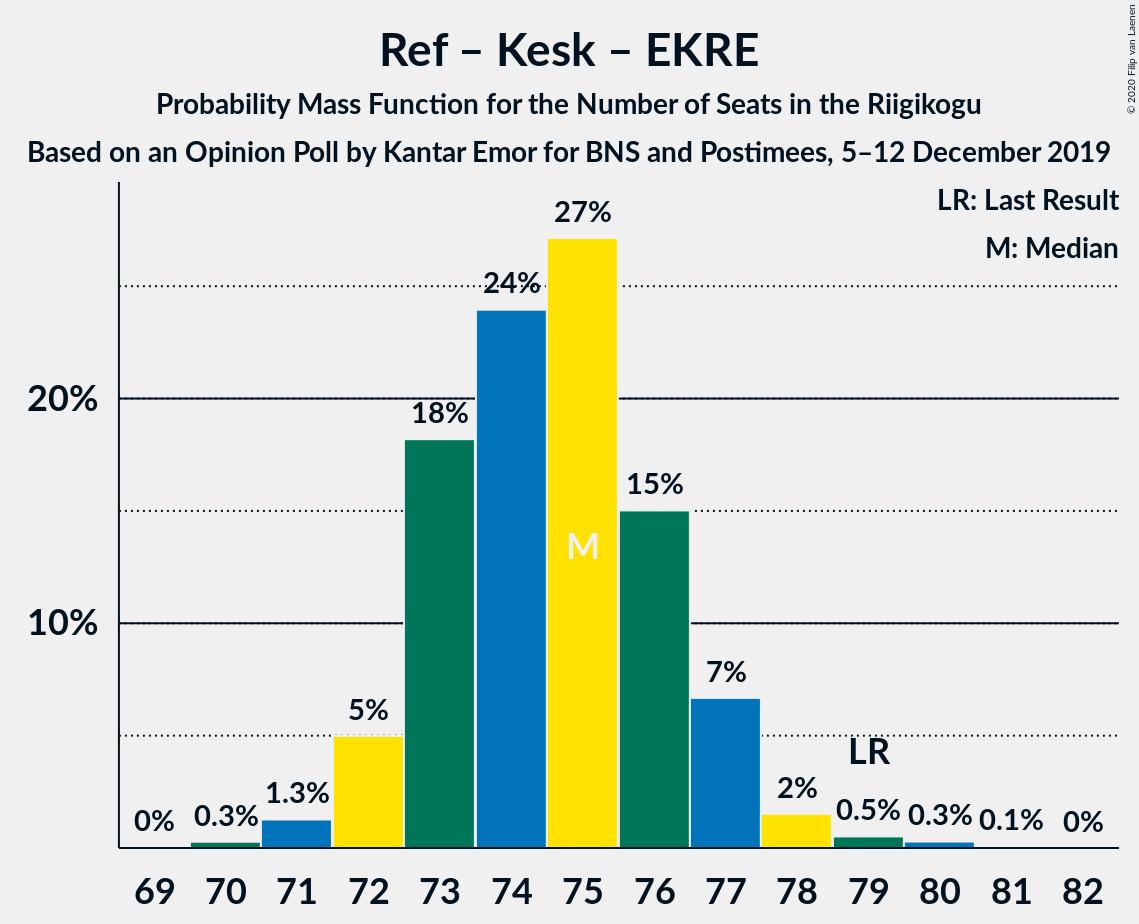 Ref – Kesk – EKRE
Probability Mass Function for the Number of Seats in the Riigikogu
Based on an Opinion Poll by Kantar Emor for BNS and Postimees, 5–12 December 2019
© 2020 Filip van Laenen
LR: Last Result
M: Median
27%
24%
20%
18%
15%
M
10%
7%
5%
LR
2%
1.3%
0% 0.3% 0.5% 0.3% 0.1% 0%
69 70 71 72 73 74 75 76 77 78 79 80 81 82